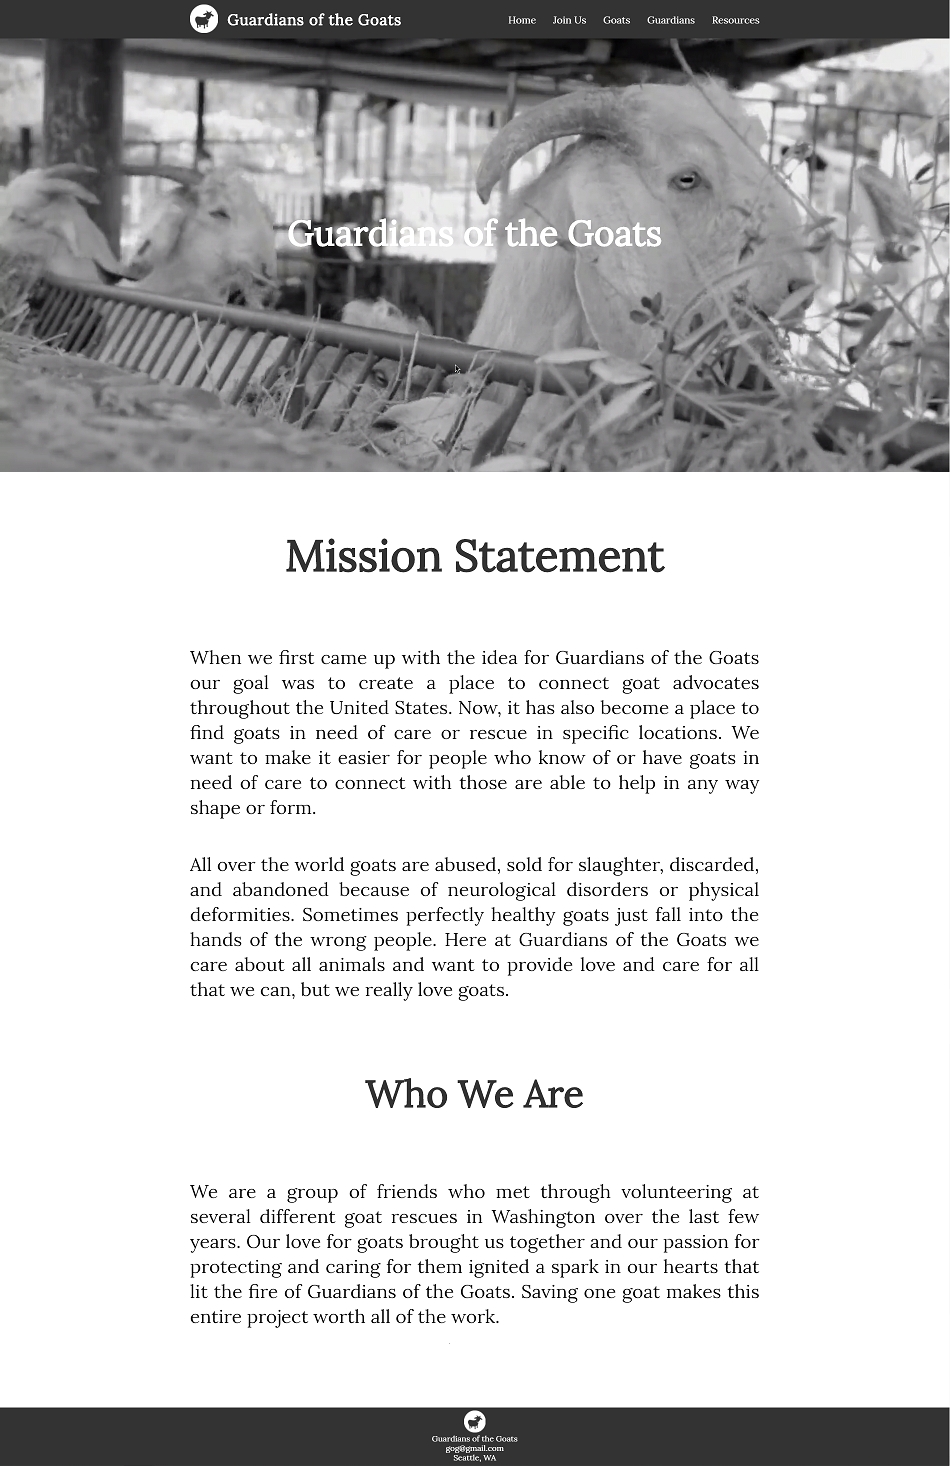 Guardians of the Goats
Home Join Us Goats Guardians Resources
Guardians of the Goats
Mission Statement
When we first came up with the idea for Guardians of the Goats
our goal was to create a place to connect goat advocates
throughout the United States. Now, it has also become a place to
find goats in need of care or rescue in specific locations. We
want to make it easier for people who know of or have goats in
need of care to connect with those are able to help in any way
shape or form.
All over the world goats are abused, sold for slaughter, discarded,
and abandoned because of neurological disorders or physical
deformities. Sometimes perfectly healthy goats just fall into the
hands of the wrong people. Here at Guardians of the Goats we
care about all animals and want to provide love and care for all
that we can, but we really love goats.
Who We Are
We are a group of friends who met through volunteering at
several different goat rescues in Washington over the last few
years. Our love for goats brought us together and our passion for
protecting and caring for them ignited a spark in our hearts that
lit the fire of Guardians of the Goats. Saving one goat makes this
entire project worth all of the work.
Guardians of the Goats
gog@gmail.com
Seattle, WA